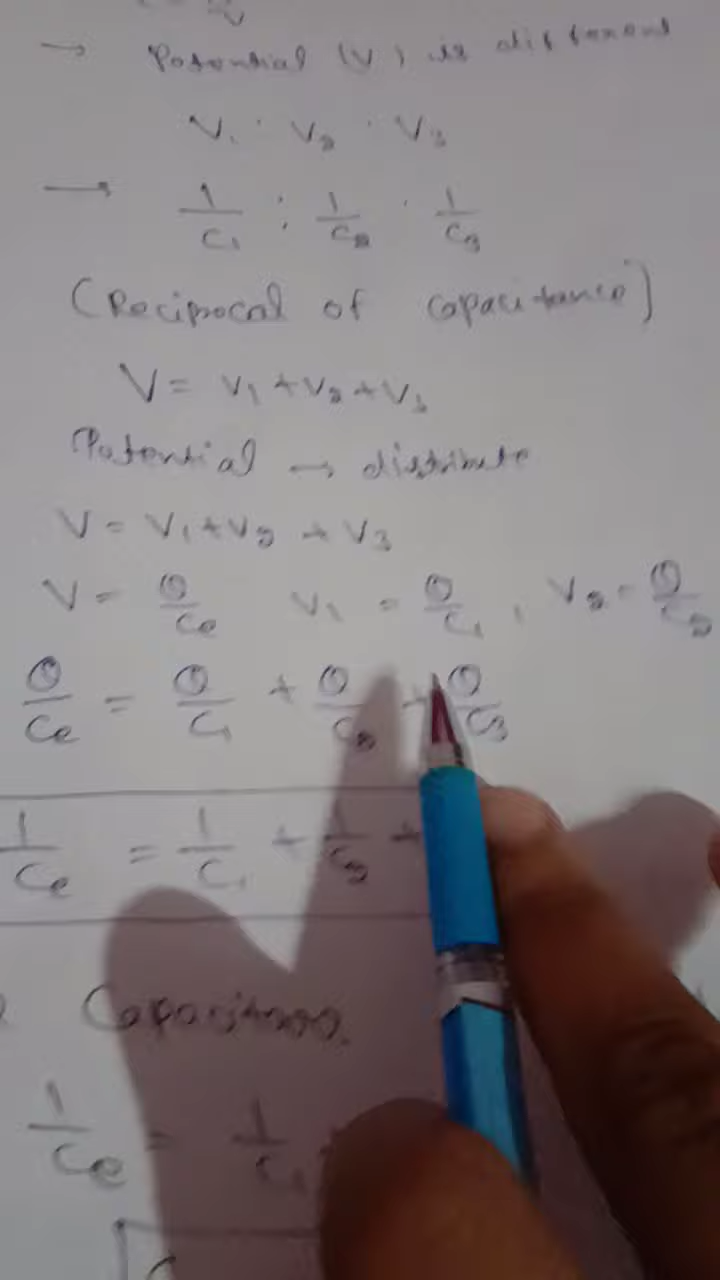 → Potential (V) is different
V1 : V2 : V3
→ 1/C1 : 1/C2 : 1/C3
(Reciprocal of Capacitance)
V = V1 + V2 + V3
Potential → distribute
V = V1 + V2 + V3
V = Q/Ce V1 = Q/C1 , V2 = Q/C2
Q/Ce = Q/C1 + Q/C2 + Q/C3
1/Ce = 1/C1 + 1/C2 +
Capacitance.
1/Ce = 1/C1